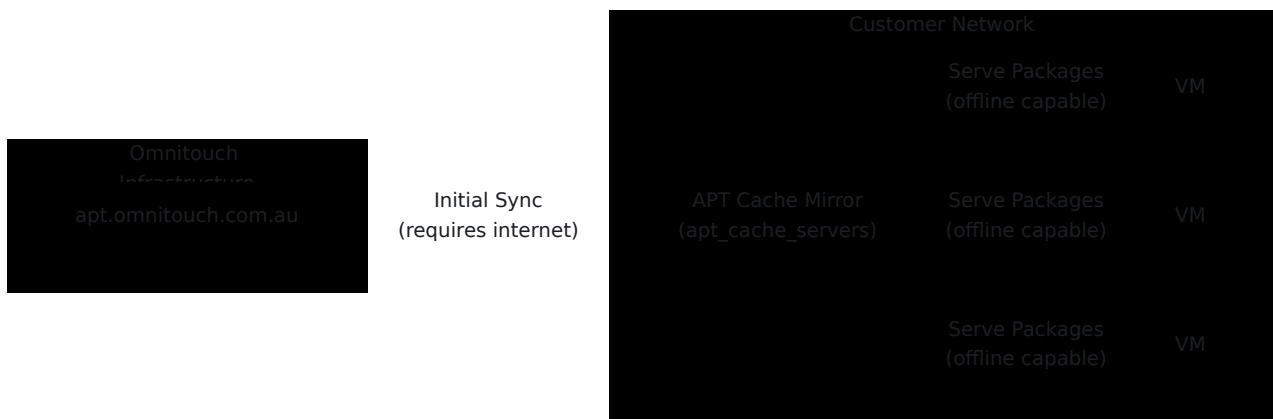 Customer Network
Serve Packages
(offline capable)
VM
Omnitouch
Infrastructure
apt.omnitouch.com.au
Initial Sync
(requires internet)
APT Cache Mirror
(apt_cache_servers)
Serve Packages
(offline capable)
VM
Serve Packages
(offline capable)
VM